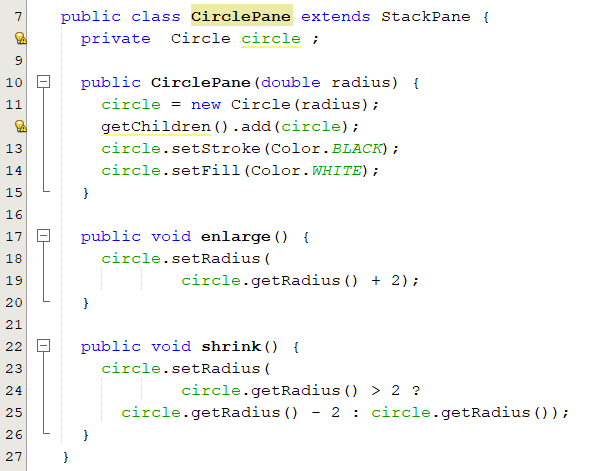 7 public class CirclePane extends StackPane {
private  Circle circle ;
9
10 public CirclePane(double radius) {
11 circle = new Circle(radius);
getChildren().add(circle);
13 circle.setStroke(Color.BLACK);
14 circle.setFill(Color.WHITE);
15 }
16
17 public void enlarge() {
18 circle.setRadius(
19 circle.getRadius() + 2);
20 }
21
22 public void shrink() {
23 circle.setRadius(
24 circle.getRadius() > 2 ?
25 circle.getRadius() - 2 : circle.getRadius());
26 }
27 }